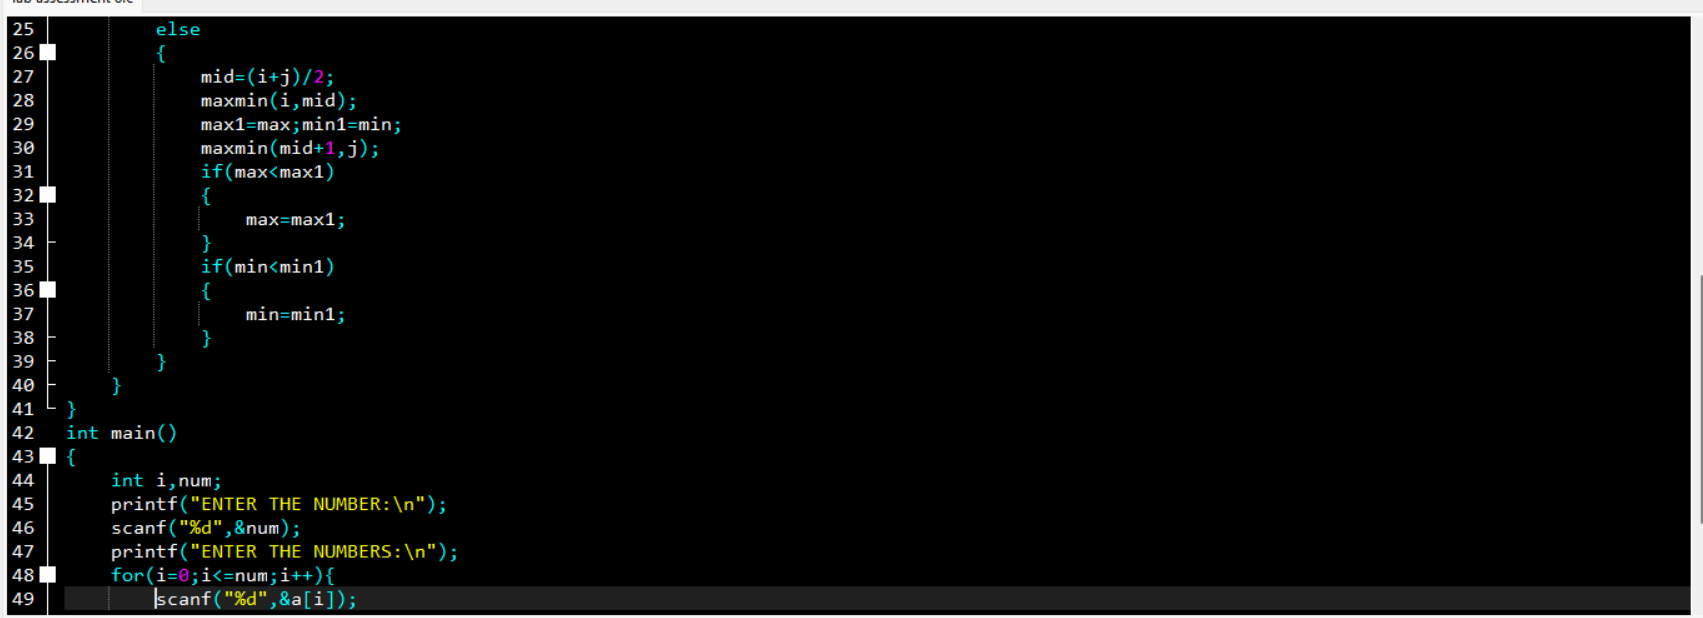 lab assessment 6.c
25 else
26 {
27 mid=(i+j)/2;
28 maxmin(i,mid);
29 max1=max;min1=min;
30 maxmin(mid+1,j);
31 if(max<max1)
32 {
33 max=max1;
34 }
35 if(min<min1)
36 {
37 min=min1;
38 }
39 }
40 }
41 }
42 int main()
43 {
44 int i,num;
45 printf("ENTER THE NUMBER:\n");
46 scanf("%d",&num);
47 printf("ENTER THE NUMBERS:\n");
48 for(i=0;i<=num;i++){
49 scanf("%d",&a[i]);